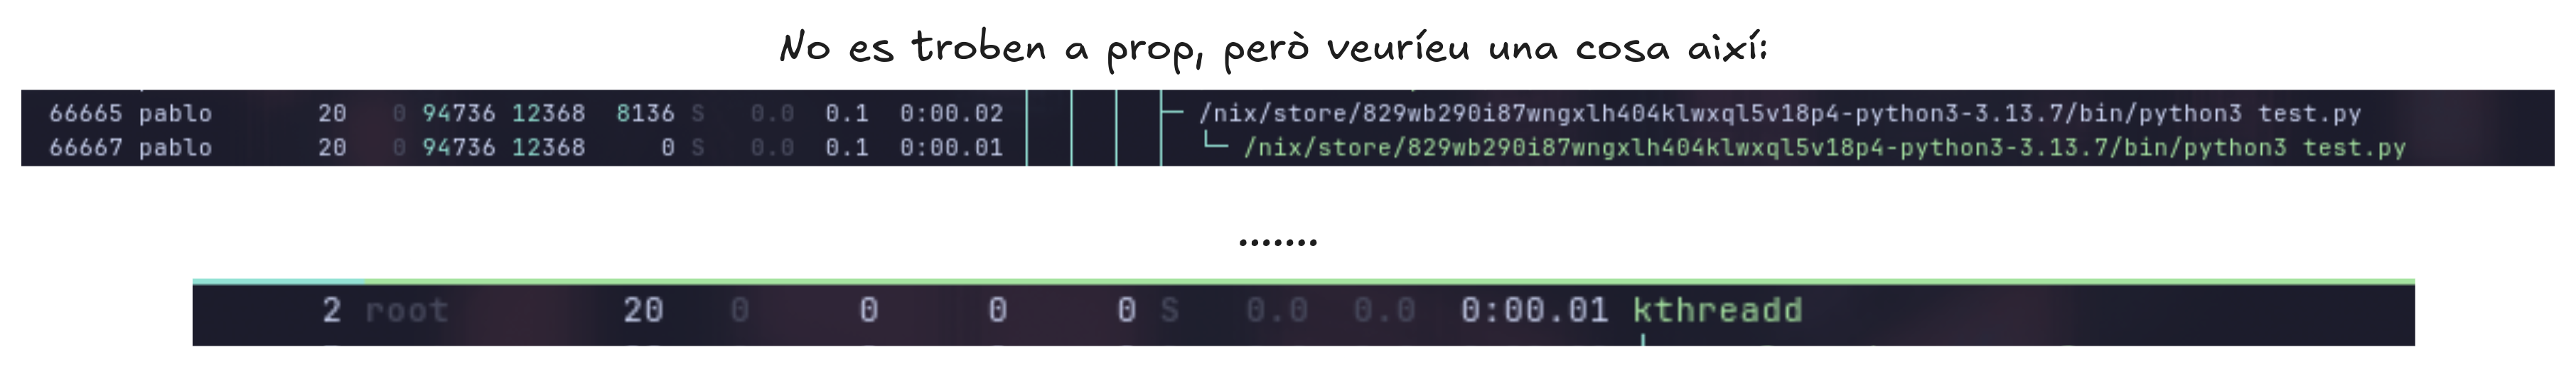 No es troben a prop, però veuríeu una cosa així:
66665 pablo 20 0 94736 12368 8136 S 0.0 0.1 0:00.02 /nix/store/829wb290i87wngxlh404klwxql5v18p4-python3-3.13.7/bin/python3 test.py
66667 pablo 20 0 94736 12368 0 S 0.0 0.1 0:00.01 /nix/store/829wb290i87wngxlh404klwxql5v18p4-python3-3.13.7/bin/python3 test.py
.......
2 root 20 0 0 0 0 S 0.0 0.0 0:00.01 kthreadd